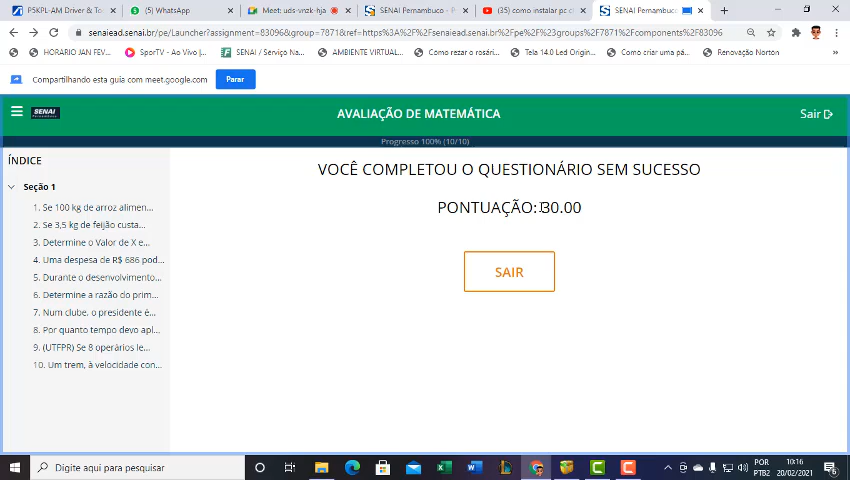 P5KPL-AM Driver & To
(5) WhatsApp
Meet: uds-vnzk-hja
SENAI Pernambuco - P
(35) como instalar pc cl
SENAI Pernambuc
senaiead.senai.br/pe/Launcher?assignment=83096&group=7871&ref=https%3A%2F%2Fsenaiead.senai.br%2Fpe%2F%23groups%2F7871%2Fcomponents%2F83096
HORÁRIO JAN FEV...
SporTV - Ao Vivo |...
SENAI / Serviço Na...
AMBIENTE VIRTUAL...
Como rezar o rosári...
Tela 14.0 Led Origin...
Como criar uma pá...
Renovação Norton
Compartilhando esta guia com meet.google.com
Parar
SENAI
Pernambuco
AVALIAÇÃO DE MATEMÁTICA
Sair
Progresso 100% (10/10)
ÍNDICE
Seção 1
1. Se 100 kg de arroz alimen...
2. Se 3,5 kg de feijão custa...
3. Determine o Valor de X e...
4. Uma despesa de R$ 686 pod...
5. Durante o desenvolvimento...
6. Determine a razão do prim...
7. Num clube, o presidente é...
8. Por quanto tempo devo apl...
9. (UTFPR) Se 8 operários le...
10. Um trem, à velocidade con...
VOCÊ COMPLETOU O QUESTIONÁRIO SEM SUCESSO
PONTUAÇÃO: 30.00
SAIR
Digite aqui para pesquisar
POR
PTB2
10:16
20/02/2021